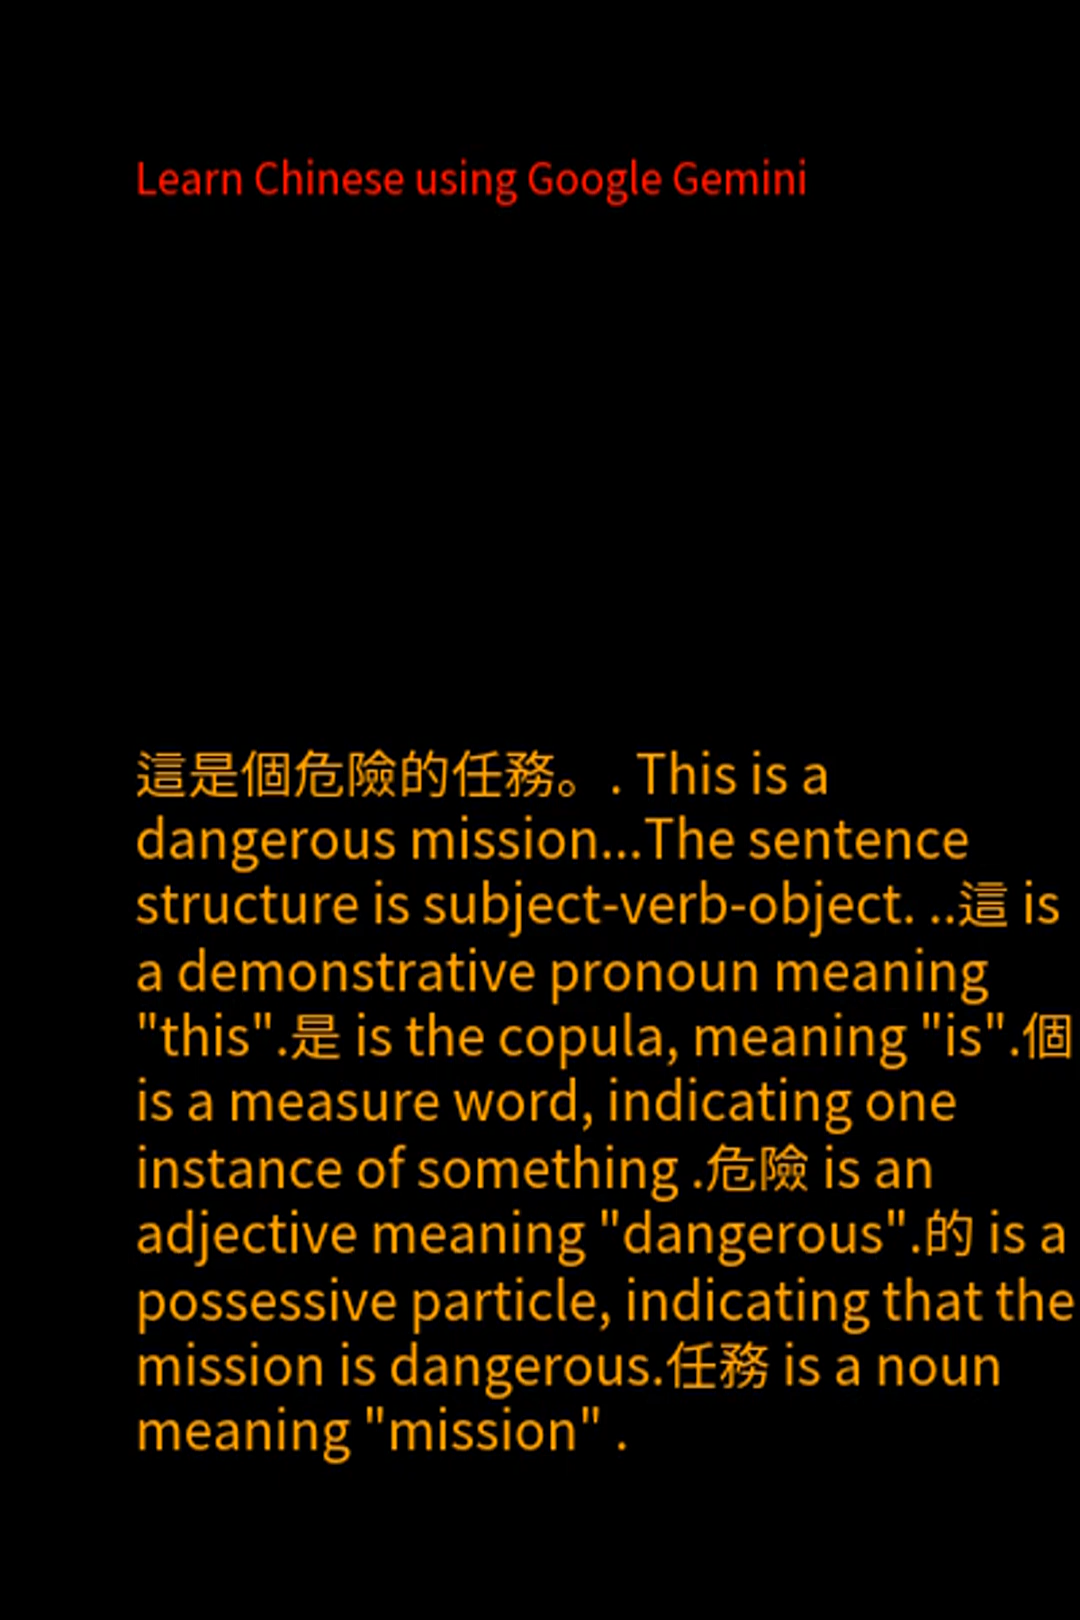 Learn Chinese using Google Gemini
這是個危險的任務。. This is a
dangerous mission...The sentence
structure is subject-verb-object. ..這 is
a demonstrative pronoun meaning
"this".是 is the copula, meaning "is".個
is a measure word, indicating one
instance of something .危險 is an
adjective meaning "dangerous".的 is a
possessive particle, indicating that the
mission is dangerous.任務 is a noun
meaning "mission" .